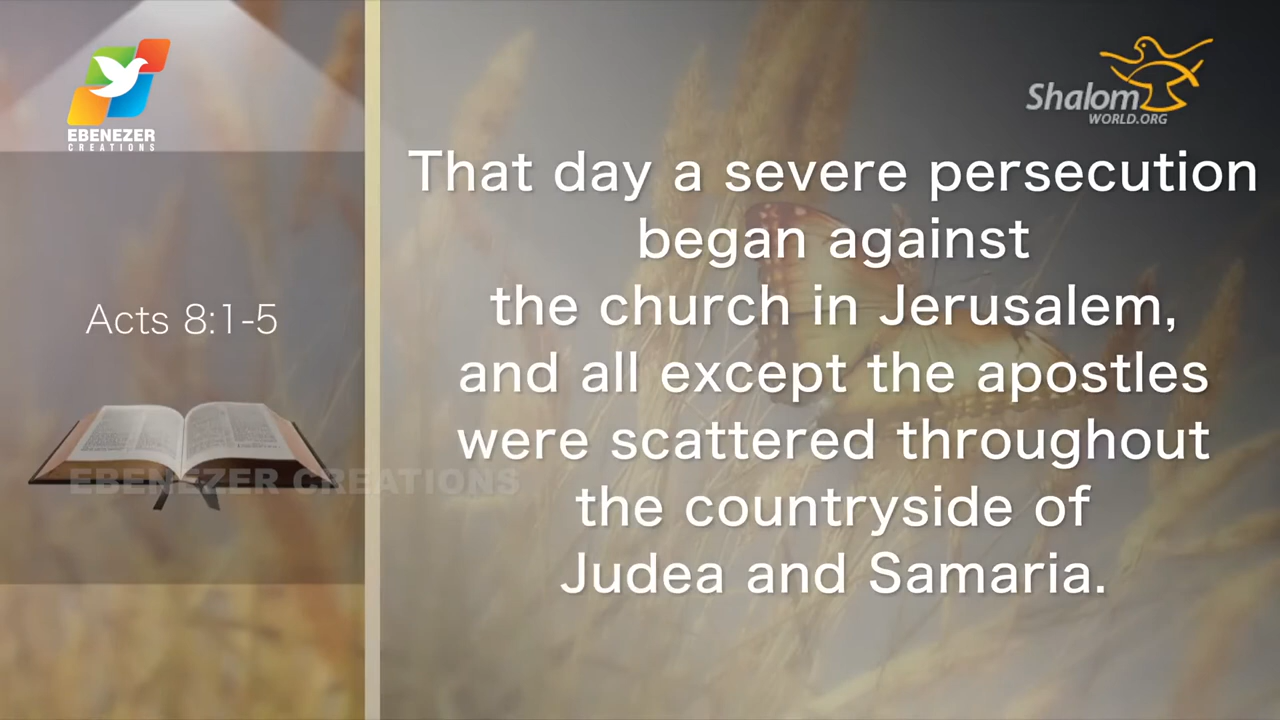 EBENEZER
CREATIONS
Shalom
WORLD.ORG
Acts 8:1-5
That day a severe persecution
began against
the church in Jerusalem,
and all except the apostles
were scattered throughout
the countryside of
Judea and Samaria.
EBENEZER CREATIONS